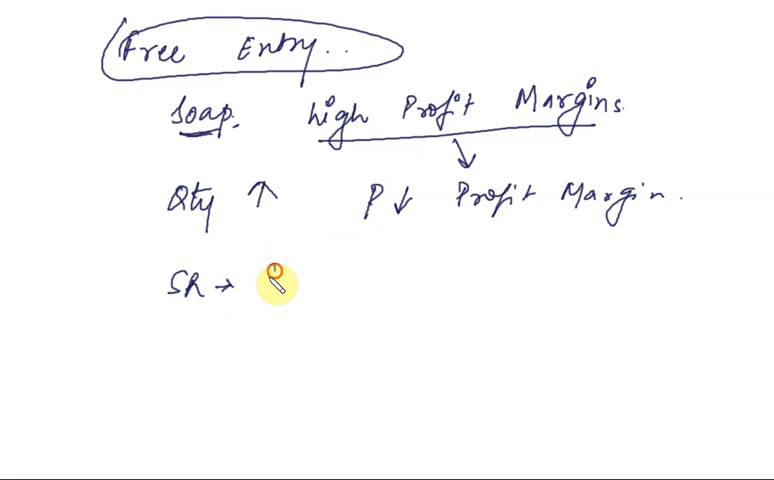 Free Entry..
Soap. high Profit Margins.
Qty ↑ P ↓ Profit Margin.
SR →